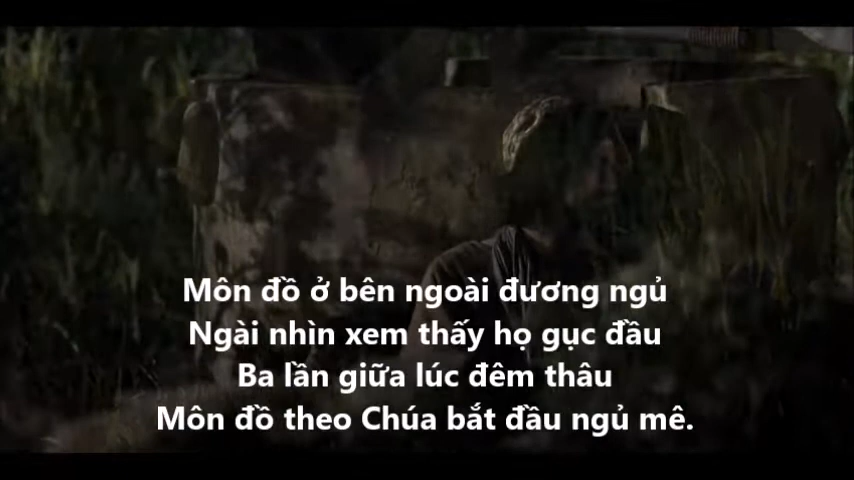 Môn đồ ở bên ngoài đương ngủ
Ngài nhìn xem thấy họ gục đầu
Ba lần giữa lúc đêm thâu
Môn đồ theo Chúa bắt đầu ngủ mê.